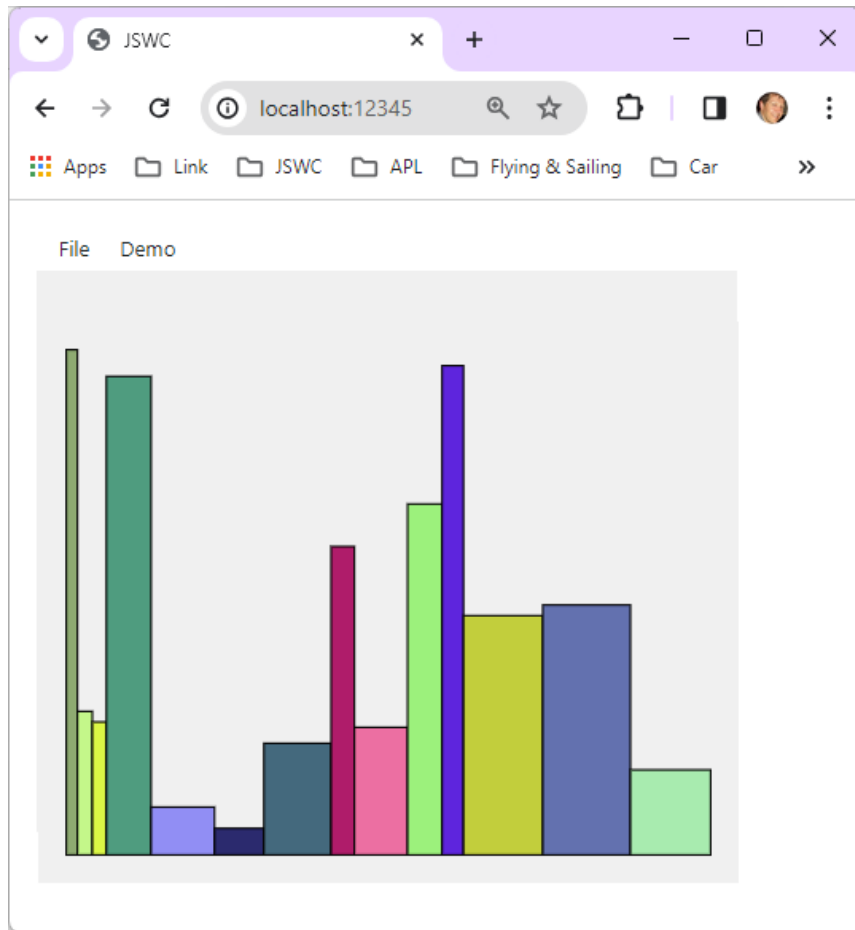 JSWC
localhost:12345
Apps Link JSWC APL Flying & Sailing Car
File Demo